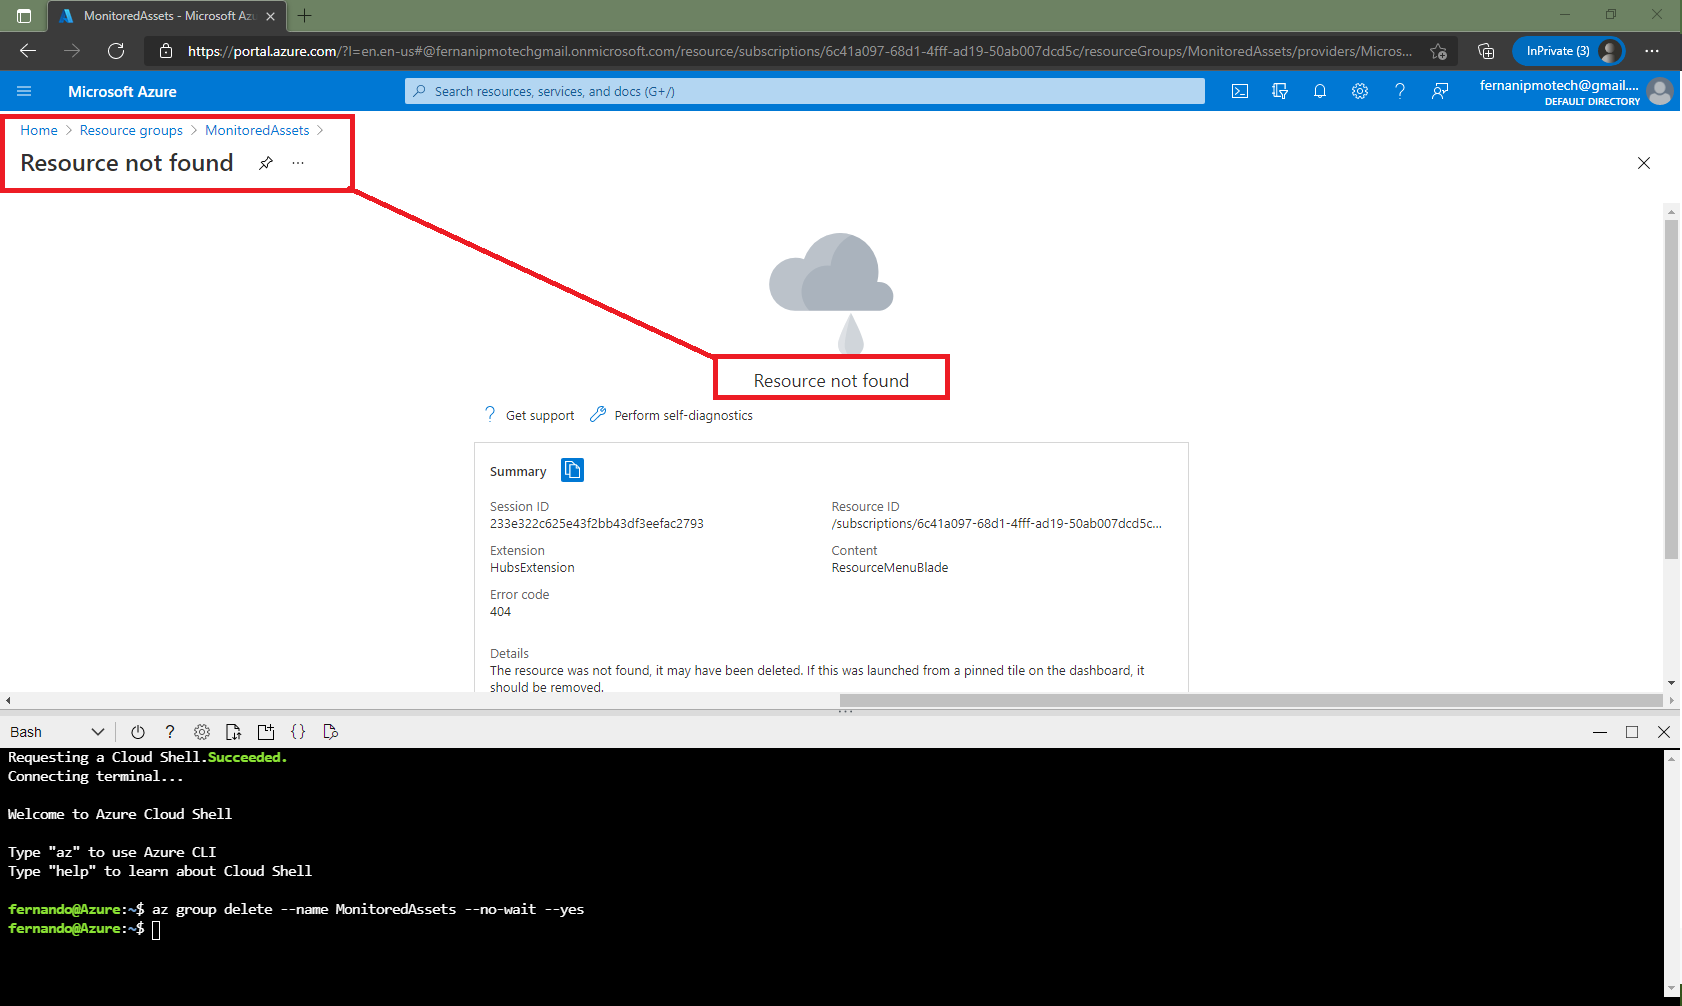 MonitoredAssets - Microsoft Azu
https://portal.azure.com/?l=en.en-us#@fernanipmotechgmail.onmicrosoft.com/resource/subscriptions/6c41a097-68d1-4fff-ad19-50ab007dcd5c/resourceGroups/MonitoredAssets/providers/Micros...
InPrivate (3)
Microsoft Azure
Search resources, services, and docs (G+/)
fernanipmotech@gmail....
DEFAULT DIRECTORY
Home > Resource groups > MonitoredAssets >
Resource not found
Resource not found
? Get support
Perform self-diagnostics
Summary
Session ID
233e322c625e43f2bb43df3eefac2793
Resource ID
/subscriptions/6c41a097-68d1-4fff-ad19-50ab007dcd5c...
Extension
HubsExtension
Content
ResourceMenuBlade
Error code
404
Details
The resource was not found, it may have been deleted. If this was launched from a pinned tile on the dashboard, it
should be removed.
Bash
Requesting a Cloud Shell.Succeeded.
Connecting terminal...
Welcome to Azure Cloud Shell
Type "az" to use Azure CLI
Type "help" to learn about Cloud Shell
fernando@Azure:~$ az group delete --name MonitoredAssets --no-wait --yes
fernando@Azure:~$